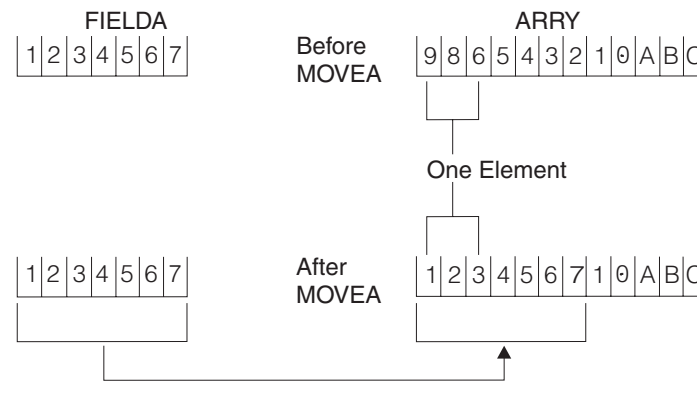 FIELDA ARRY
1 2 3 4 5 6 7 Before MOVEA 9 8 6 5 4 3 2 1 0 A B C
One Element
1 2 3 4 5 6 7 After MOVEA 1 2 3 4 5 6 7 1 0 A B C